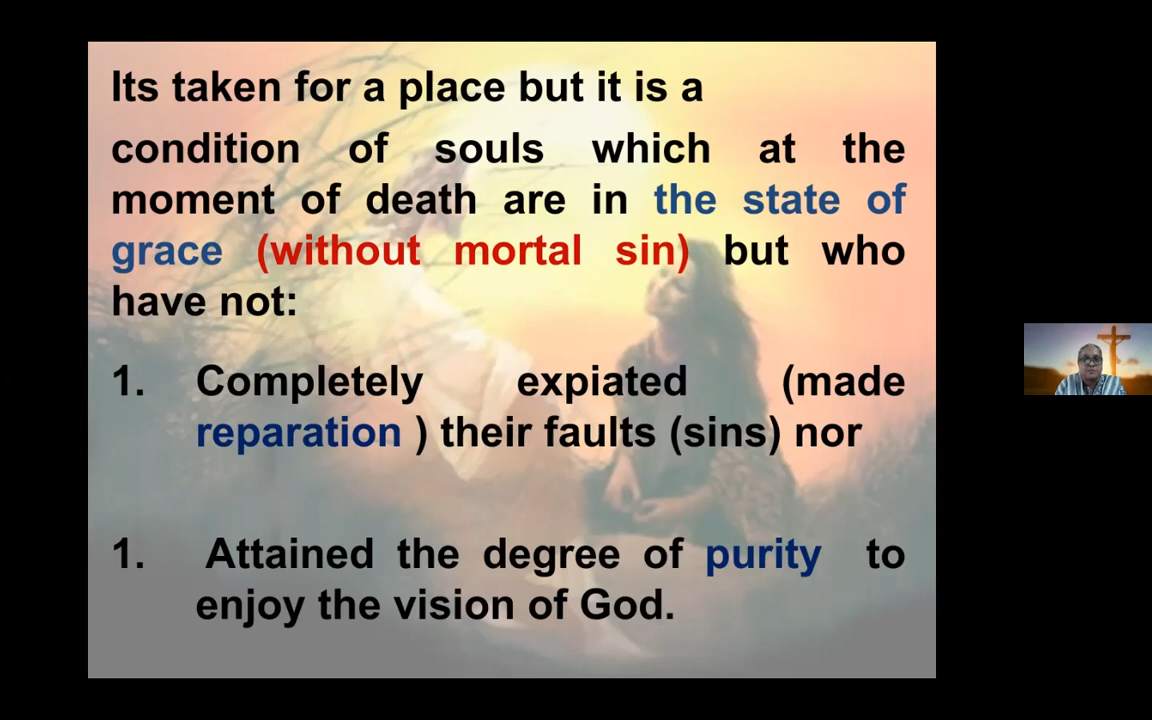 Its taken for a place but it is a
condition of souls which at the
moment of death are in the state of
grace (without mortal sin) but who
have not:
1. Completely expiated (made
reparation ) their faults (sins) nor
1. Attained the degree of purity to
enjoy the vision of God.